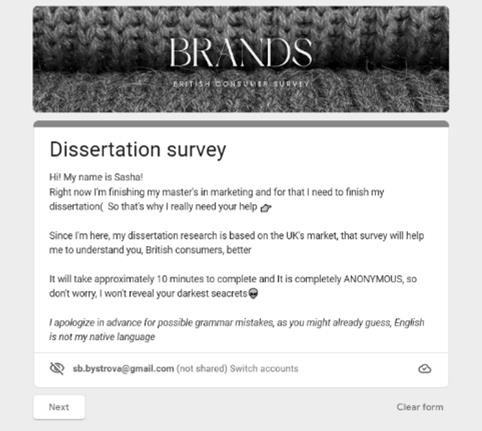 BRANDS
BRITISH CONSUMER SURVEY
Dissertation survey
Hi! My name is Sasha!
Right now I'm finishing my master's in marketing and for that I need to finish my
dissertation( So that's why I really need your help 👉
Since I'm here, my dissertation research is based on the UK's market, that survey will help
me to understand you, British consumers, better
It will take approximately 10 minutes to complete and It is completely ANONYMOUS, so
don't worry, I won't reveal your darkest seacrets👽
I apologize in advance for possible grammar mistakes, as you might already guess, English
is not my native language
sb.bystrova@gmail.com (not shared) Switch accounts
Next Clear form